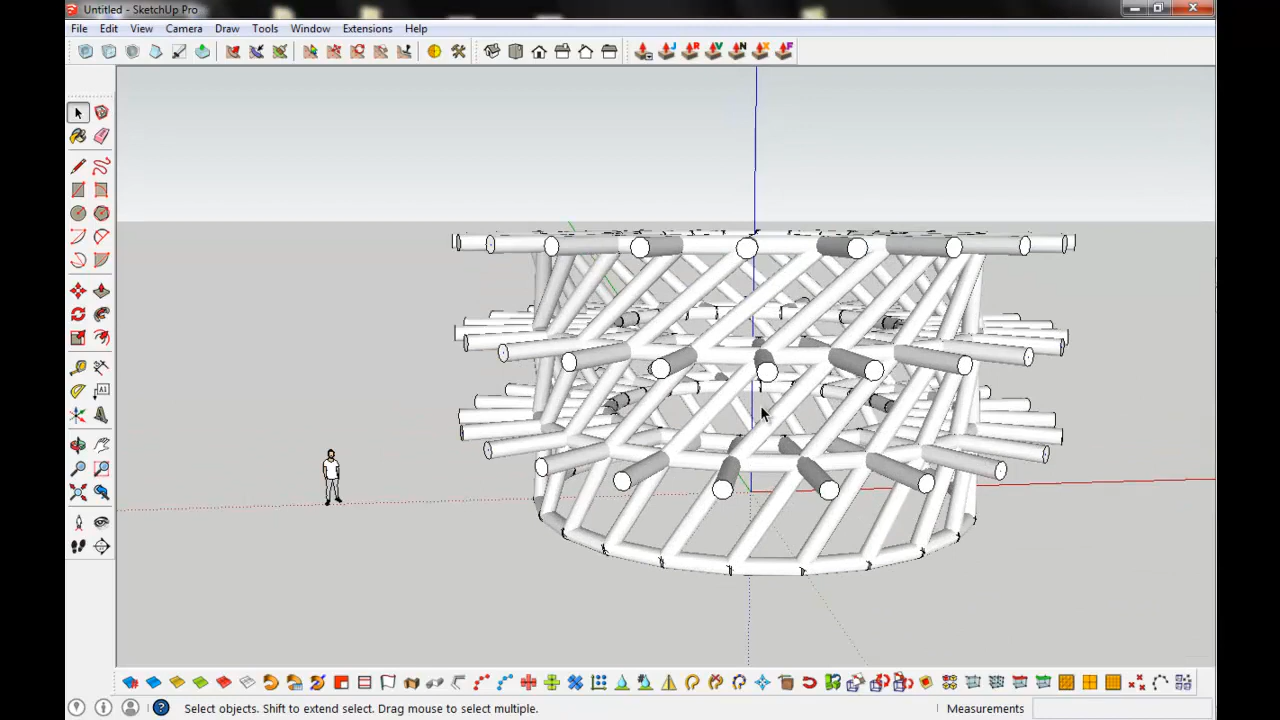 Untitled - SketchUp Pro
File Edit View Camera Draw Tools Window Extensions Help
J R V N X F
A1
Select objects. Shift to extend select. Drag mouse to select multiple.
Measurements